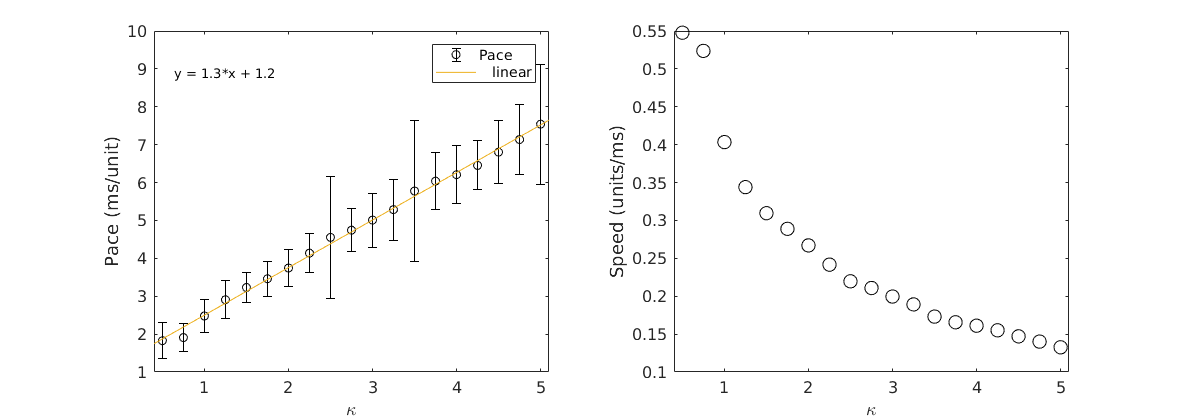 10
9
8
7
6
5
4
3
2
1
Pace (ms/unit)
y = 1.3*x + 1.2
Pace
linear
1 2 3 4 5
κ
0.55
0.5
0.45
0.4
0.35
0.3
0.25
0.2
0.15
0.1
Speed (units/ms)
1 2 3 4 5
κ